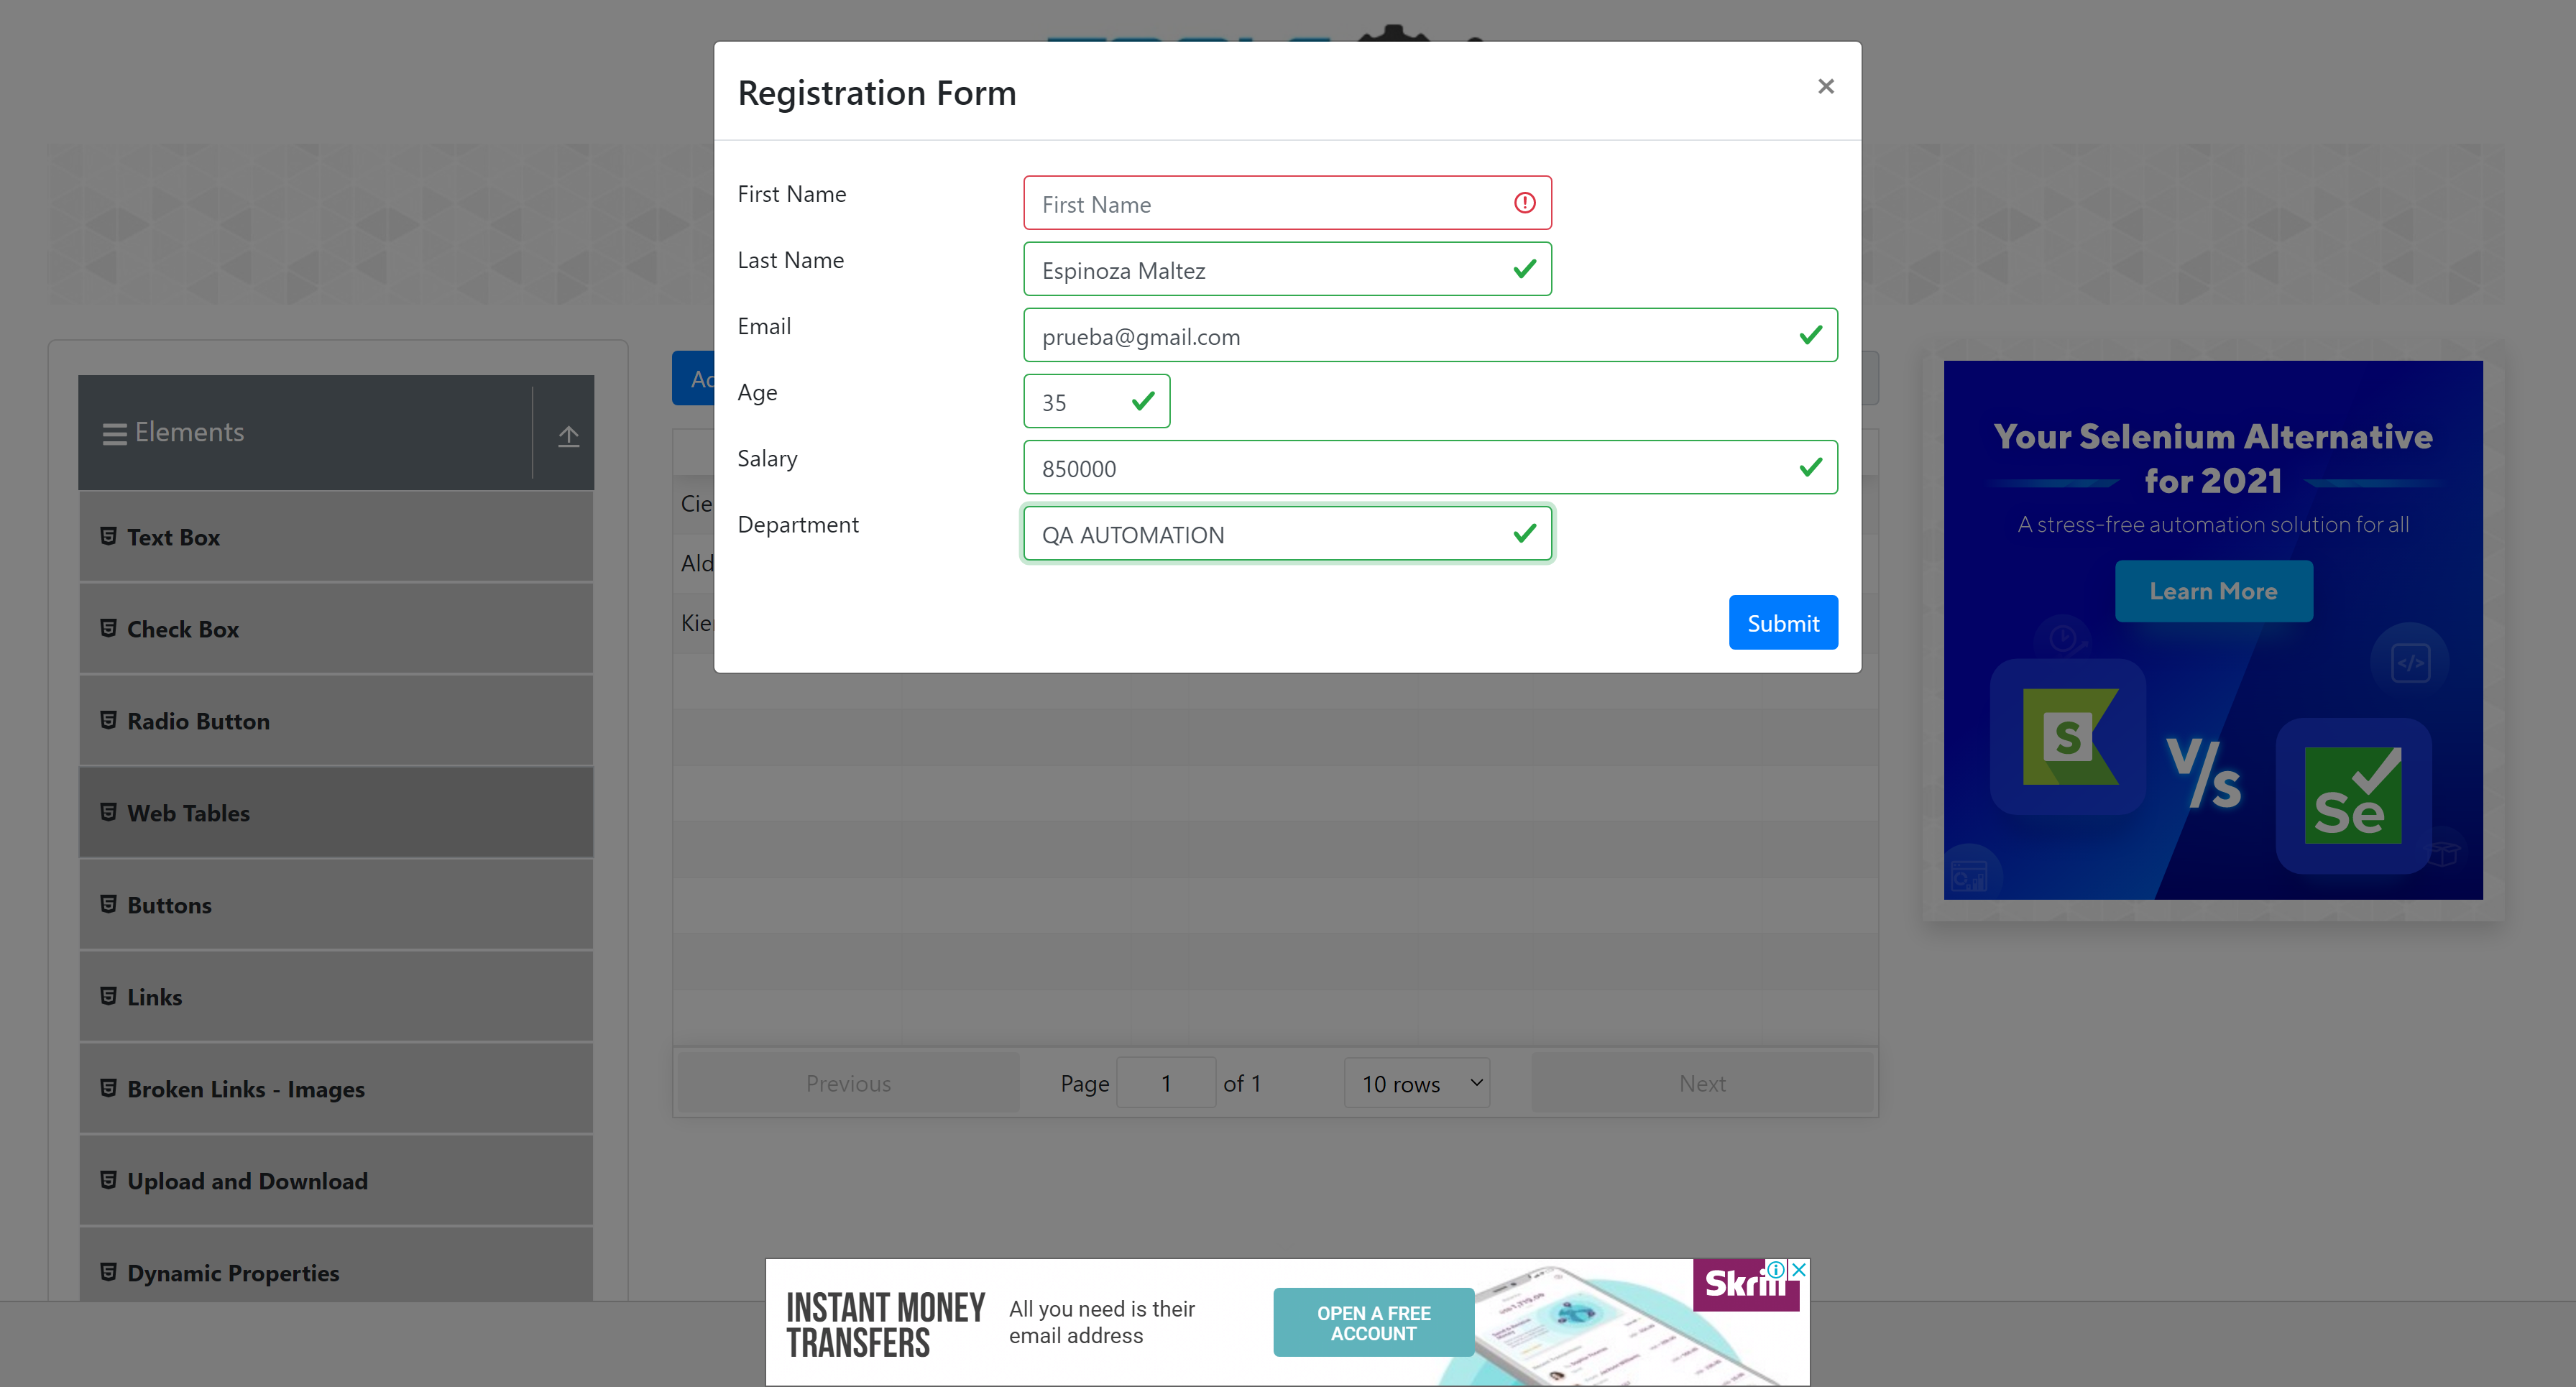 Registration Form
×
First Name
First Name
Last Name
Espinoza Maltez
Email
prueba@gmail.com
Age
35
Salary
850000
Department
QA AUTOMATION
Submit
Elements
Text Box
Check Box
Radio Button
Web Tables
Buttons
Links
Broken Links - Images
Upload and Download
Dynamic Properties
Cie
Ald
Previous
Page 1 of 1
10 rows
Next
Your Selenium Alternative
for 2021
A stress-free automation solution for all
Learn More
S
V/s
Se
</>
INSTANT MONEY
TRANSFERS
All you need is their
email address
OPEN A FREE
ACCOUNT
Skrill